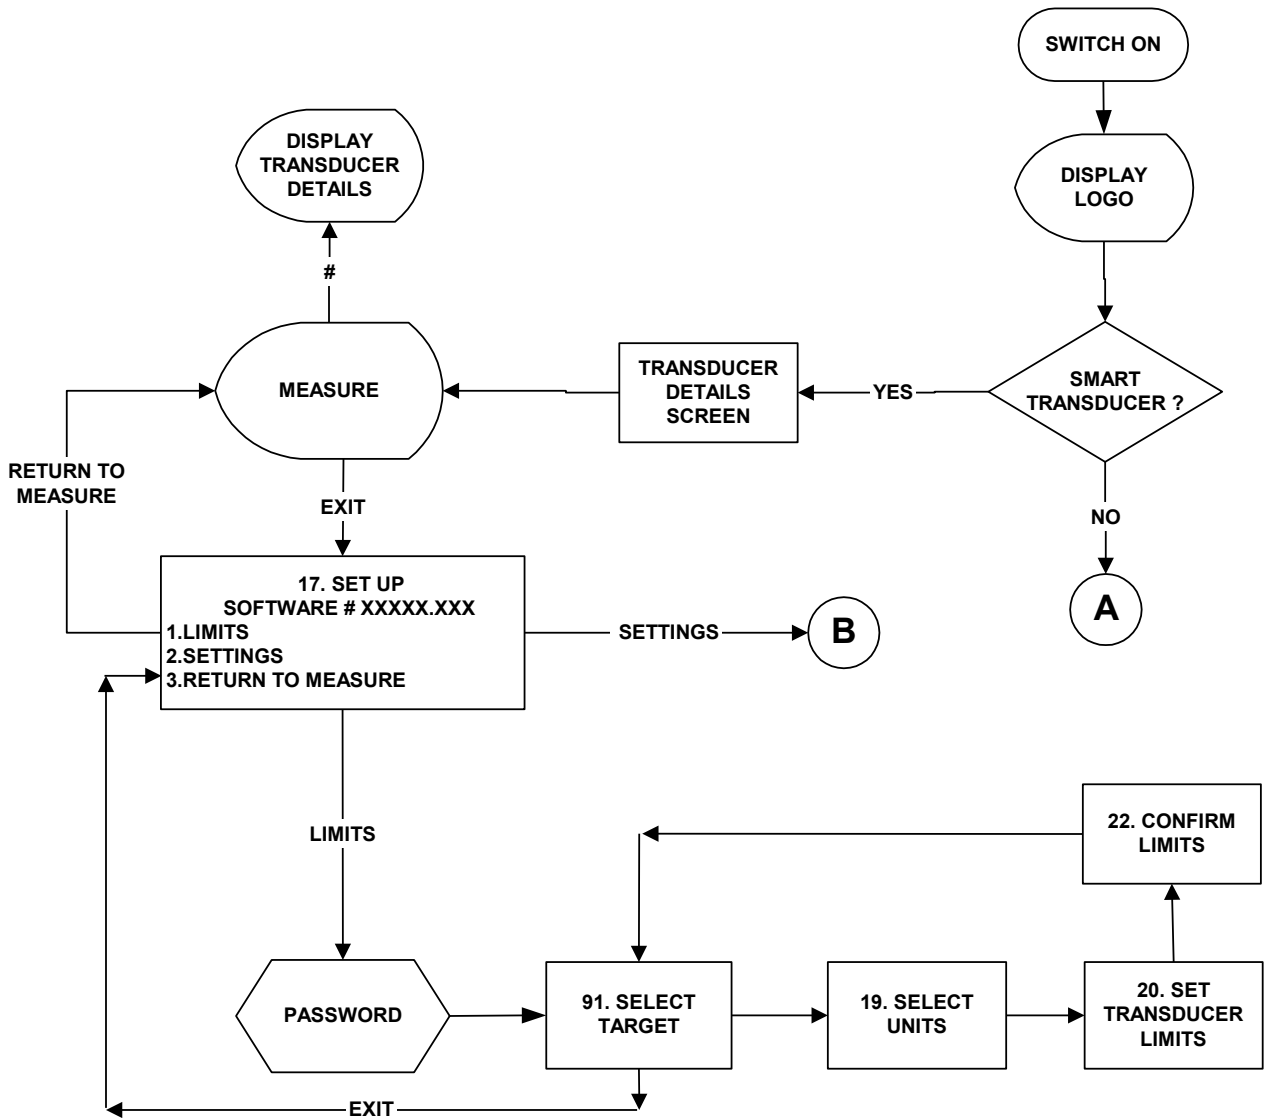 SWITCH ON
DISPLAY
TRANSDUCER
DETAILS
DISPLAY
LOGO
#
MEASURE
TRANSDUCER
DETAILS
SCREEN
YES
SMART
TRANSDUCER ?
RETURN TO
MEASURE
EXIT
NO
17. SET UP
SOFTWARE # XXXXX.XXX
1.LIMITS
2.SETTINGS
3.RETURN TO MEASURE
SETTINGS
B
A
LIMITS
22. CONFIRM
LIMITS
PASSWORD
91. SELECT
TARGET
19. SELECT
UNITS
20. SET
TRANSDUCER
LIMITS
EXIT